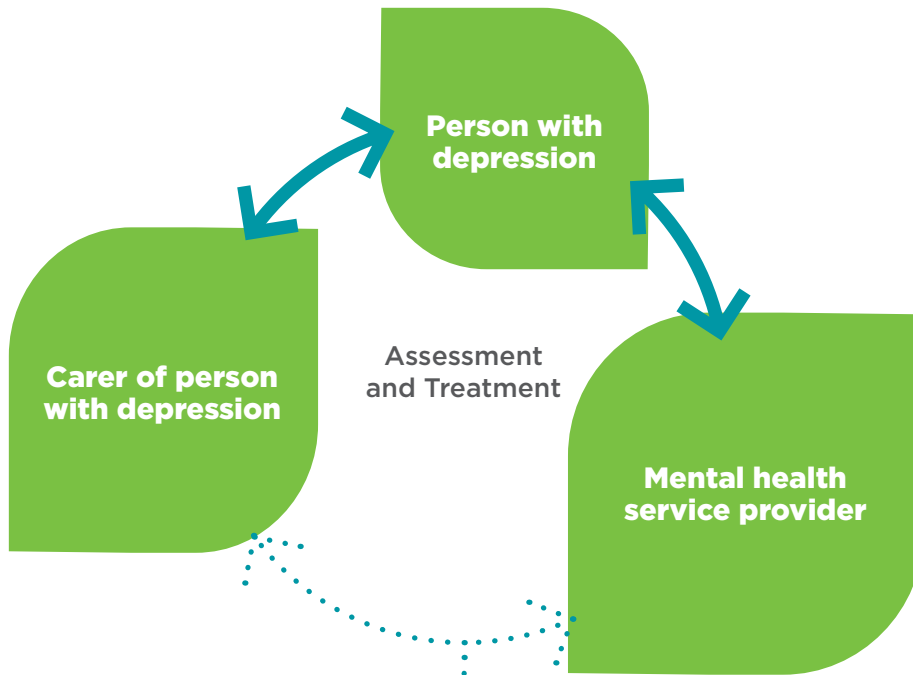 Person with
depression
Assessment
and Treatment
Carer of person
with depression
Mental health
service provider